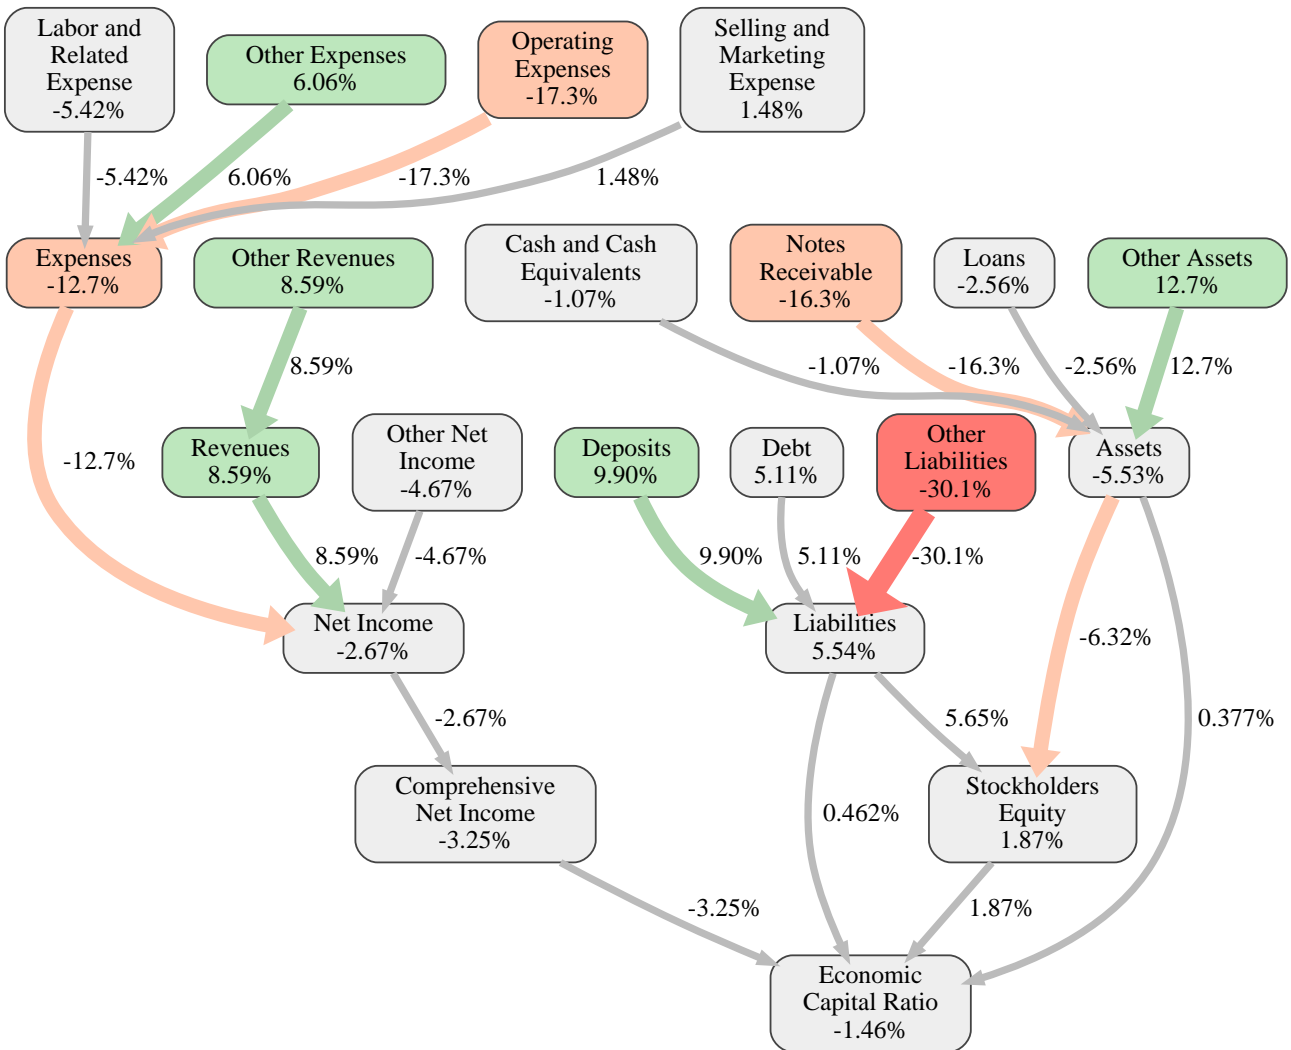 Labor and
Related
Expense
-5.42%
Other Expenses
6.06%
Operating
Expenses
-17.3%
Selling and
Marketing
Expense
1.48%
-5.42%
6.06%
-17.3%
1.48%
Expenses
-12.7%
Other Revenues
8.59%
Cash and Cash
Equivalents
-1.07%
Notes
Receivable
-16.3%
Loans
-2.56%
Other Assets
12.7%
8.59%
-1.07%
-16.3%
-2.56%
12.7%
-12.7%
Revenues
8.59%
Other Net
Income
-4.67%
Deposits
9.90%
Debt
5.11%
Other
Liabilities
-30.1%
Assets
-5.53%
8.59%
-4.67%
9.90%
5.11%
-30.1%
Net Income
-2.67%
Liabilities
5.54%
-6.32%
-2.67%
5.65%
0.377%
Comprehensive
Net Income
-3.25%
0.462%
Stockholders
Equity
1.87%
-3.25%
1.87%
Economic
Capital Ratio
-1.46%